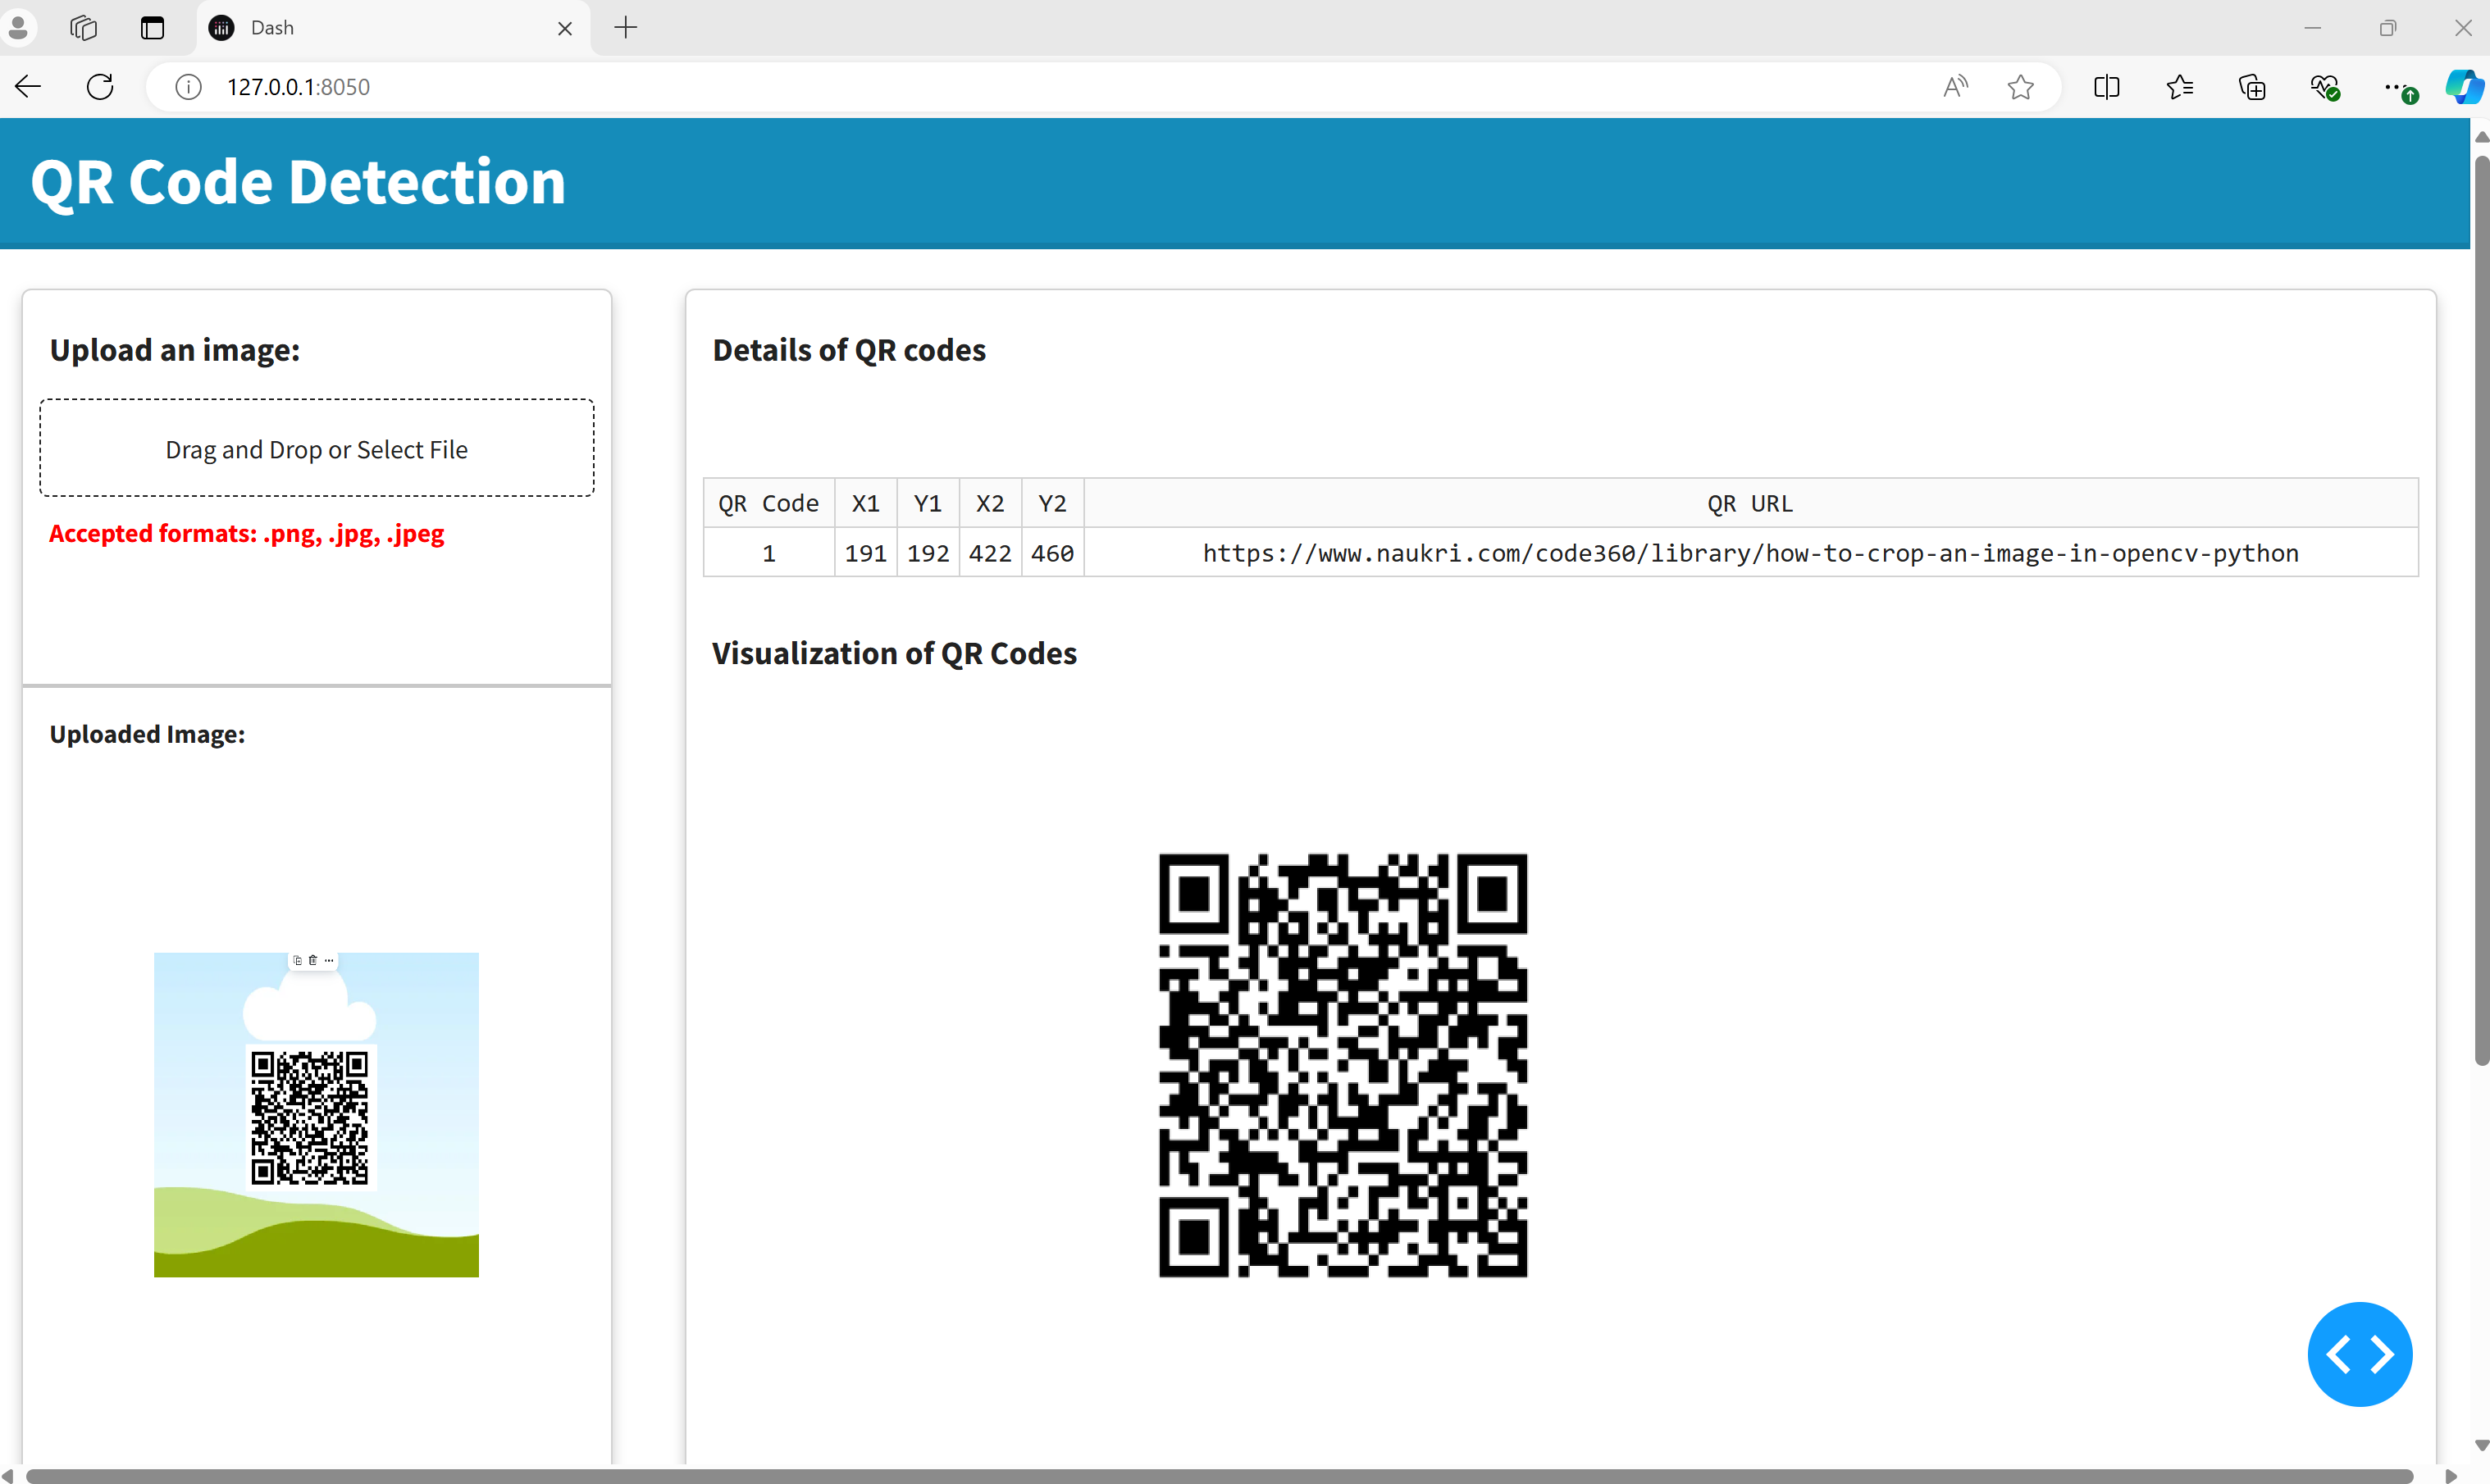 Dash
127.0.0.1:8050
QR Code Detection
Upload an image:
Drag and Drop or Select File
Accepted formats: .png, .jpg, .jpeg
Uploaded Image:
Details of QR codes
QR Code X1 Y1 X2 Y2 QR URL
1 191 192 422 460 https://www.naukri.com/code360/library/how-to-crop-an-image-in-opencv-python
Visualization of QR Codes